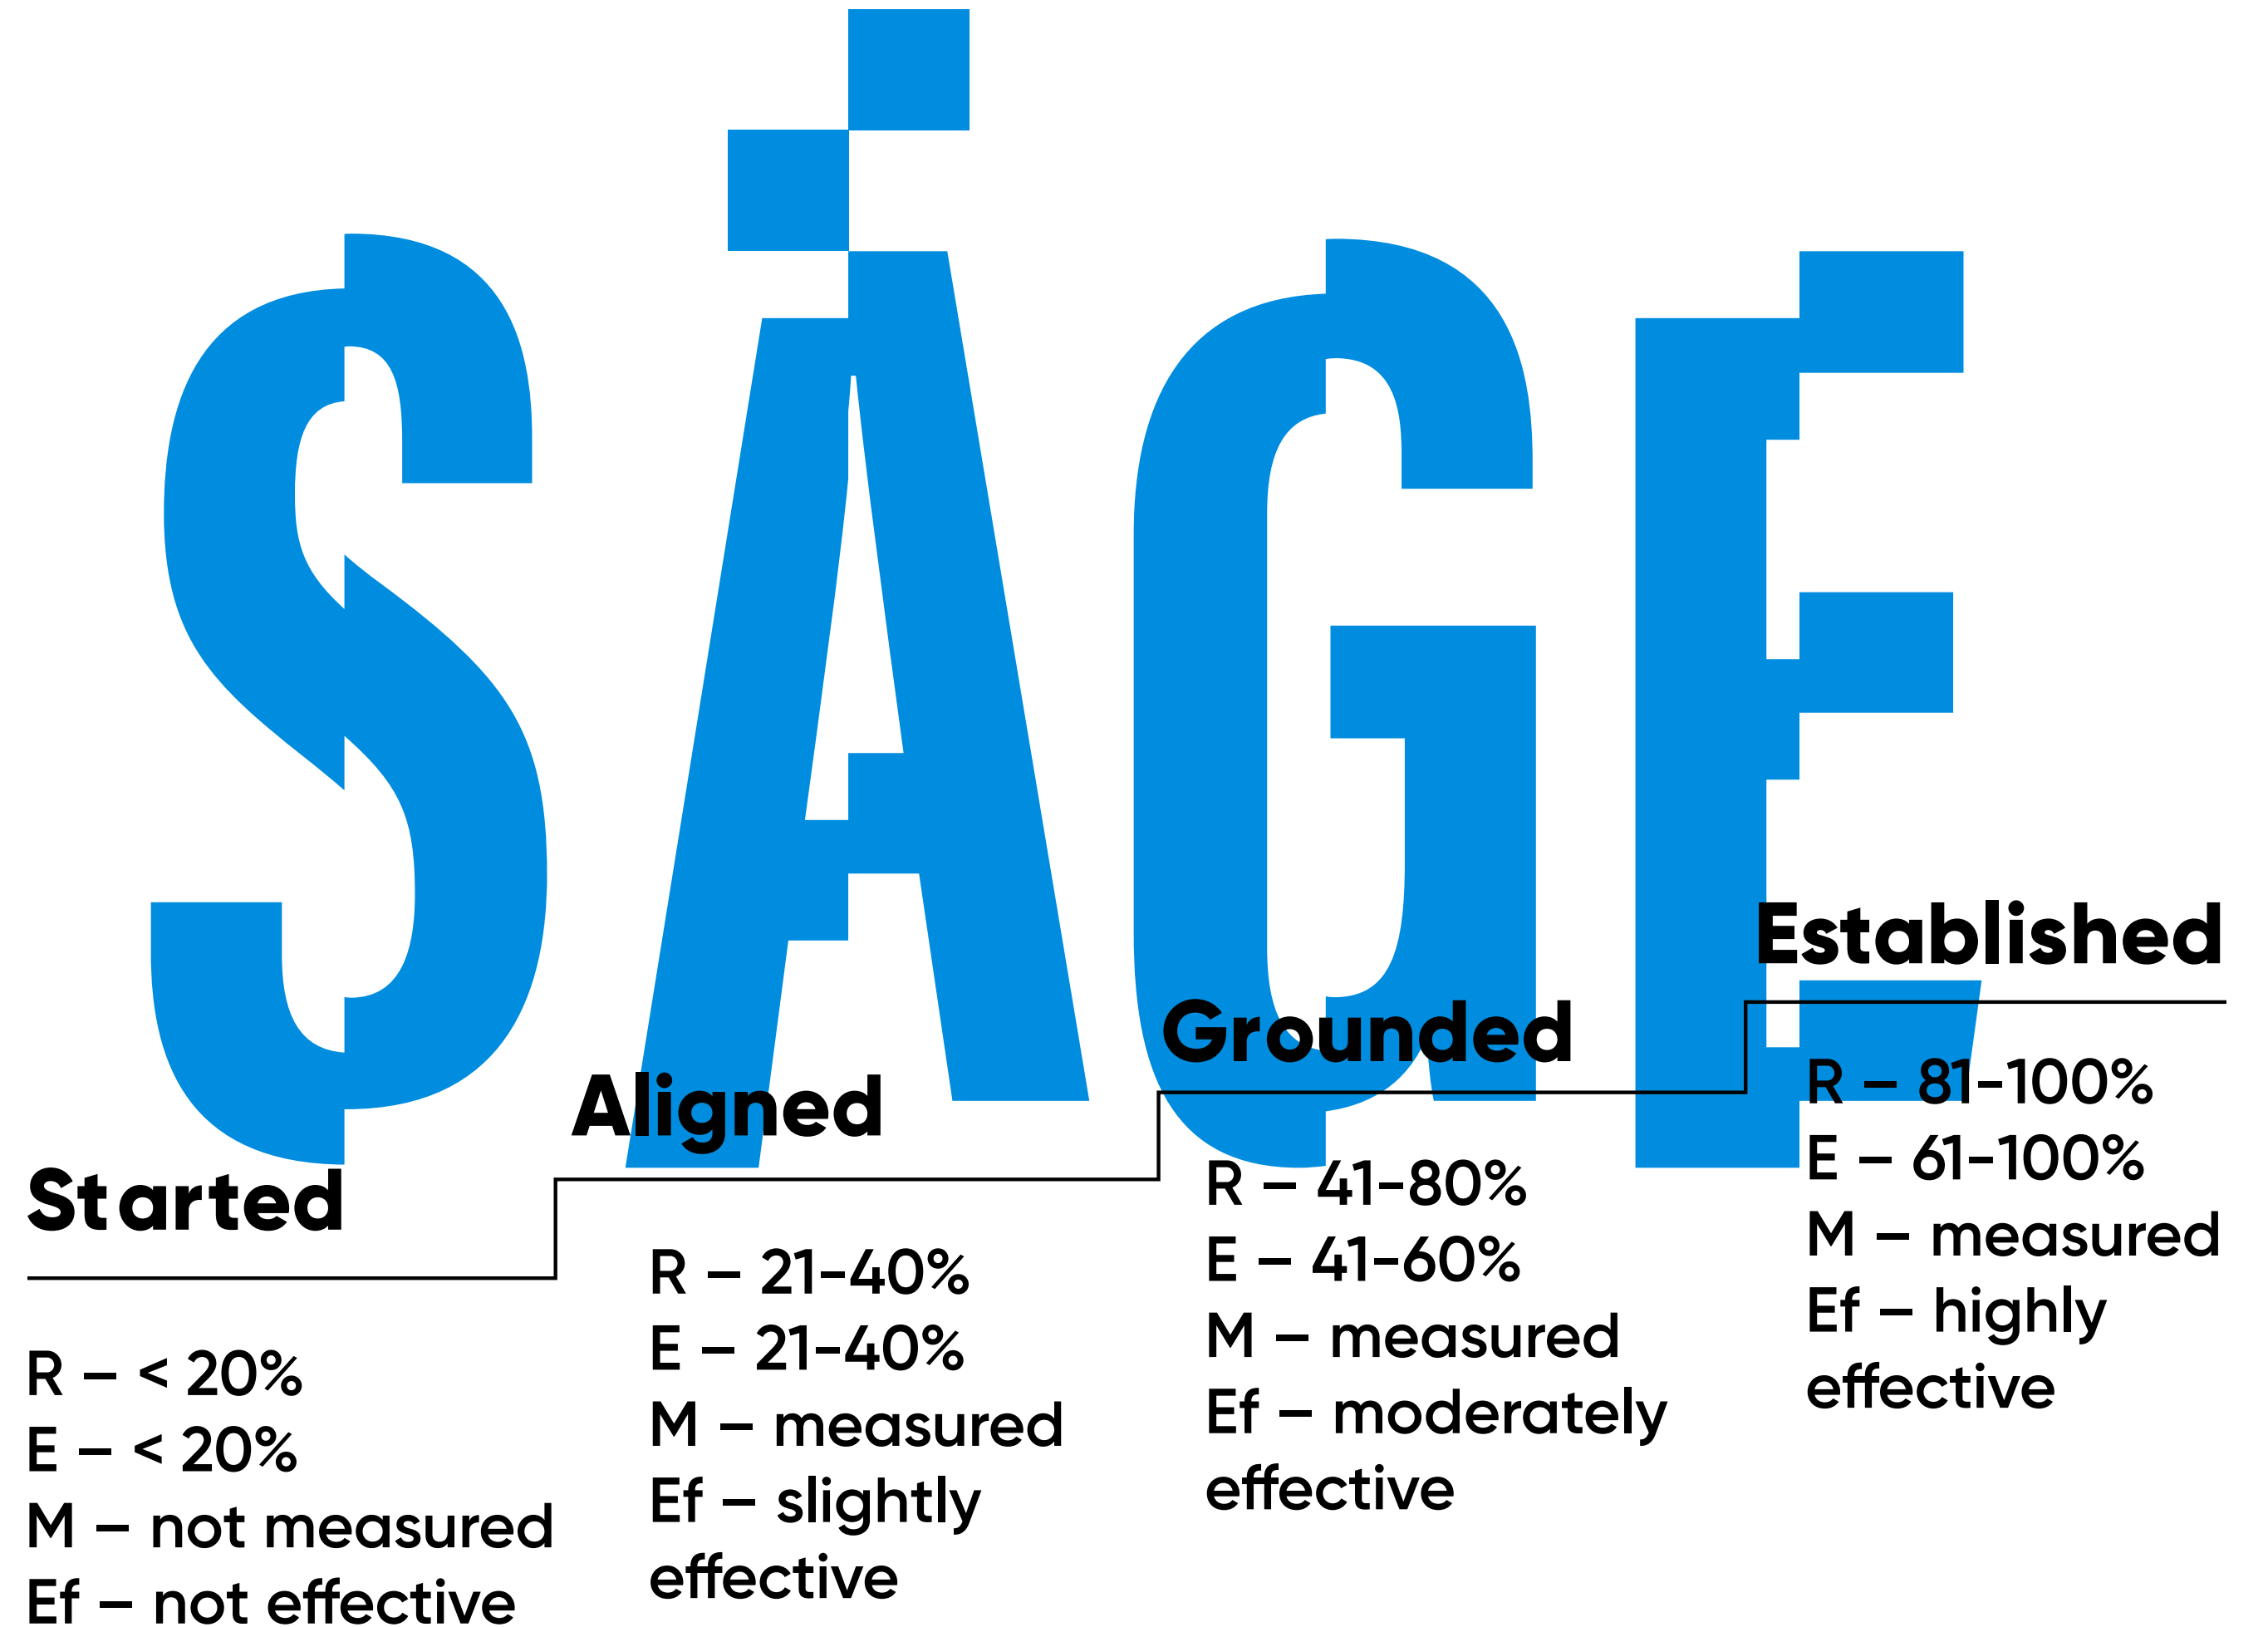 SAGE
Started
R – < 20%
E – < 20%
M – not measured
Ef – not effective
Aligned
R – 21–40%
E – 21–40%
M – measured
Ef – slightly
effective
Grounded
R – 41–80%
E – 41–60%
M – measured
Ef – moderately
effective
Established
R – 81–100%
E – 61–100%
M – measured
Ef – highly
effective